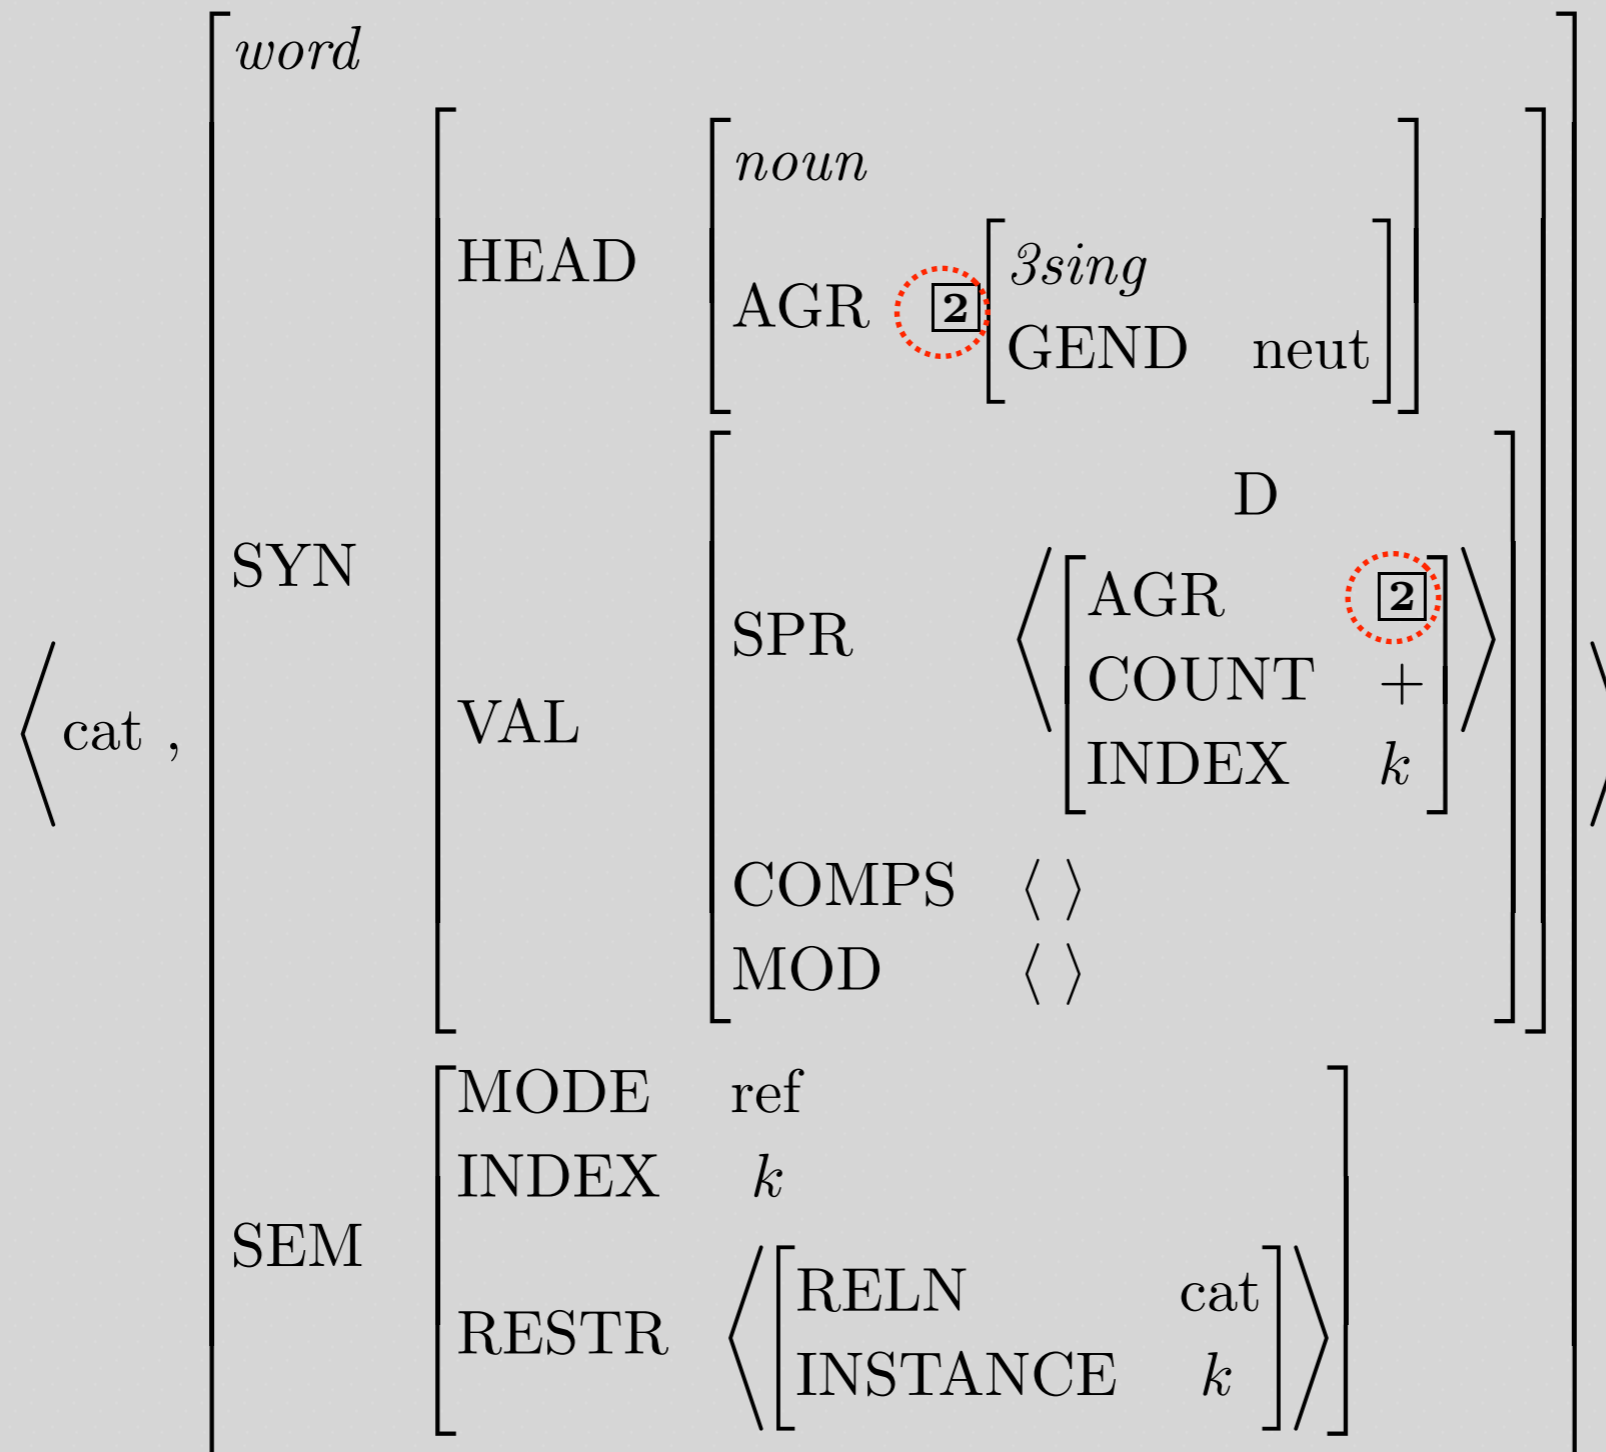 word
noun
HEAD
3sing
AGR 2
GEND neut
D
SYN
AGR 2
SPR
COUNT +
⟨ cat ,
VAL
INDEX k
COMPS ⟨ ⟩
MOD ⟨ ⟩
MODE ref
INDEX k
SEM
RELN cat
RESTR
INSTANCE k